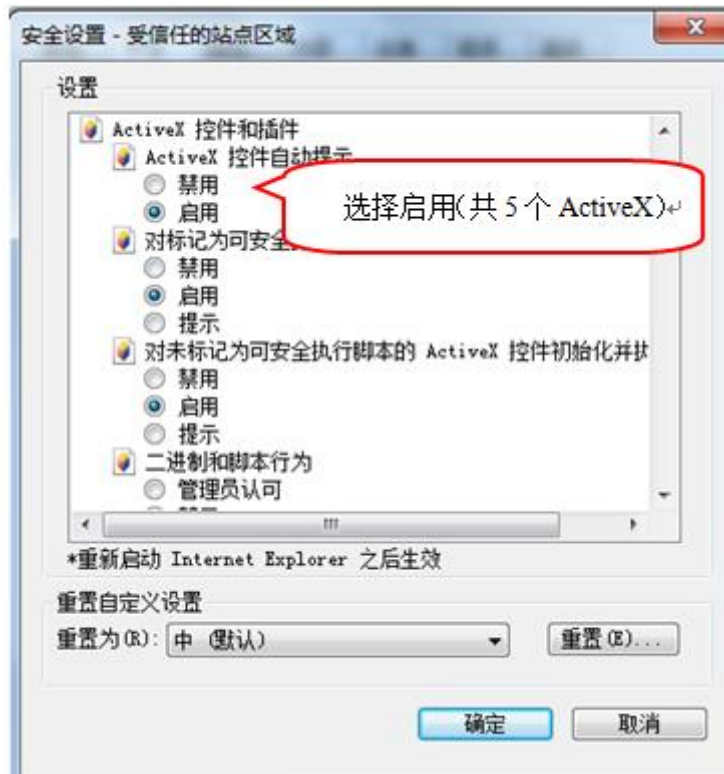 安全设置 - 受信任的站点区域
设置
ActiveX 控件和插件
ActiveX 控件自动提示
禁用
启用
选择启用(共 5 个 ActiveX)↵
对标记为可安全
禁用
启用
提示
对未标记为可安全执行脚本的 ActiveX 控件初始化并执
禁用
启用
提示
二进制和脚本行为
管理员认可
*重新启动 Internet Explorer 之后生效
重置自定义设置
重置为(R):
中 (默认)
重置(E)...
确定
取消